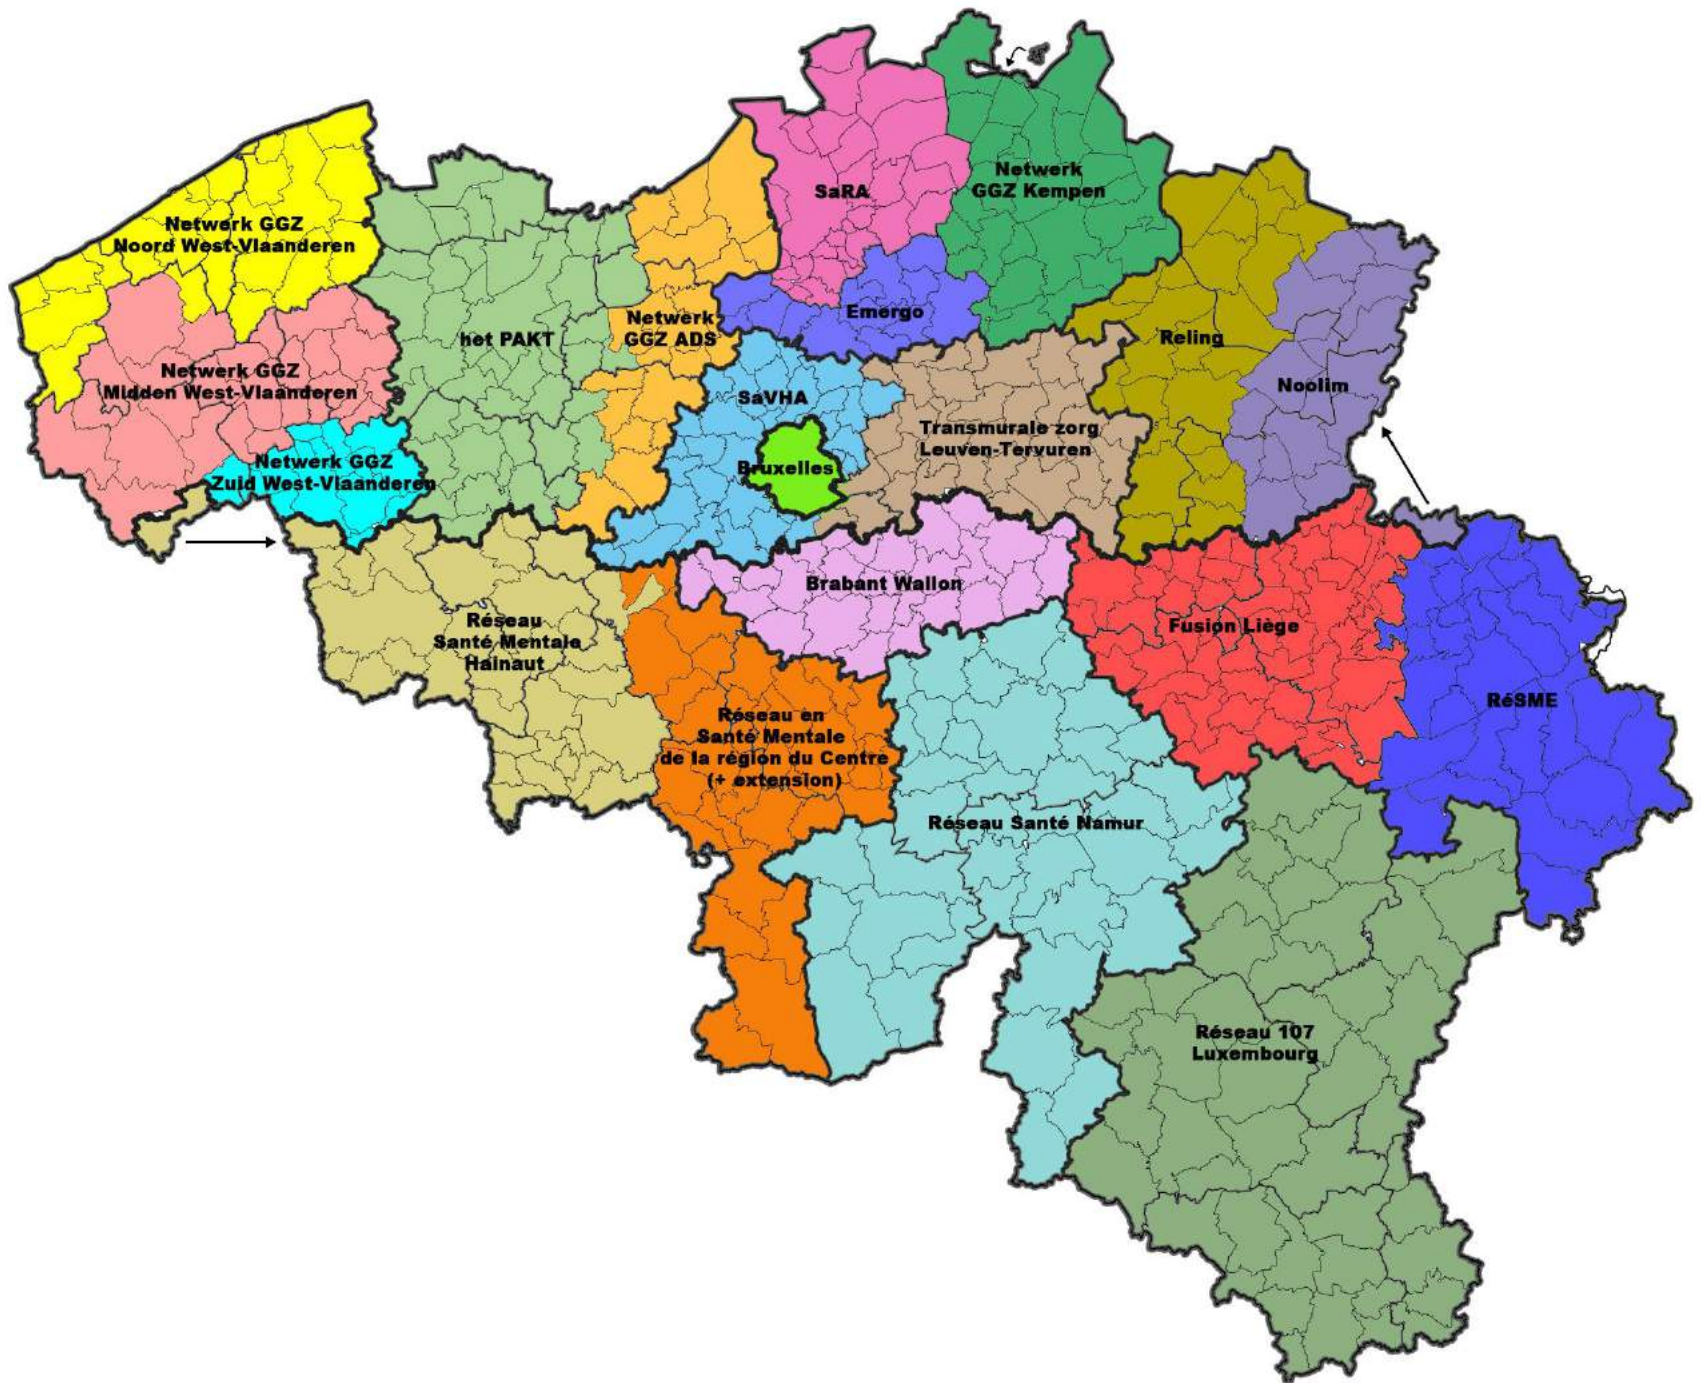 SaRA
Netwerk
GGZ Kempen
Netwerk GGZ
Noord West-Vlaanderen
Emergo
Netwerk
GGZ ADS
het PAKT
Reling
Netwerk GGZ
Midden West-Vlaanderen
Noolim
SaVHA
Transmurale zorg
Leuven-Tervuren
Bruxelles
Netwerk GGZ
Zuid West-Vlaanderen
Brabant Wallon
Réseau
Santé Mentale
Hainaut
Fusion Liège
RéSME
Réseau en
Santé Mentale
de la région du Centre
(+ extension)
Réseau Santé Namur
Réseau 107
Luxembourg